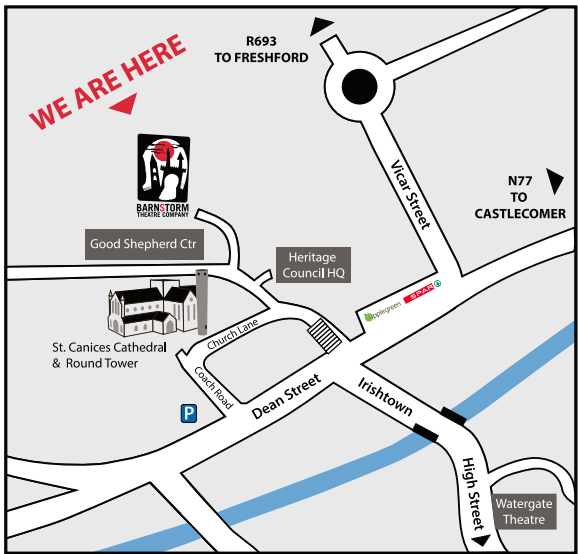 R693
TO FRESHFORD
WE ARE HERE
Vicar Street
N77
TO
CASTLECOMER
BARNSTORM
THEATRE COMPANY
Good Shepherd Ctr
Heritage
Council HQ
applegreen
SPAR
St. Canices Cathedral
& Round Tower
Church Lane
Coach Road
P
Dean Street
Irishtown
High Street
Watergate
Theatre